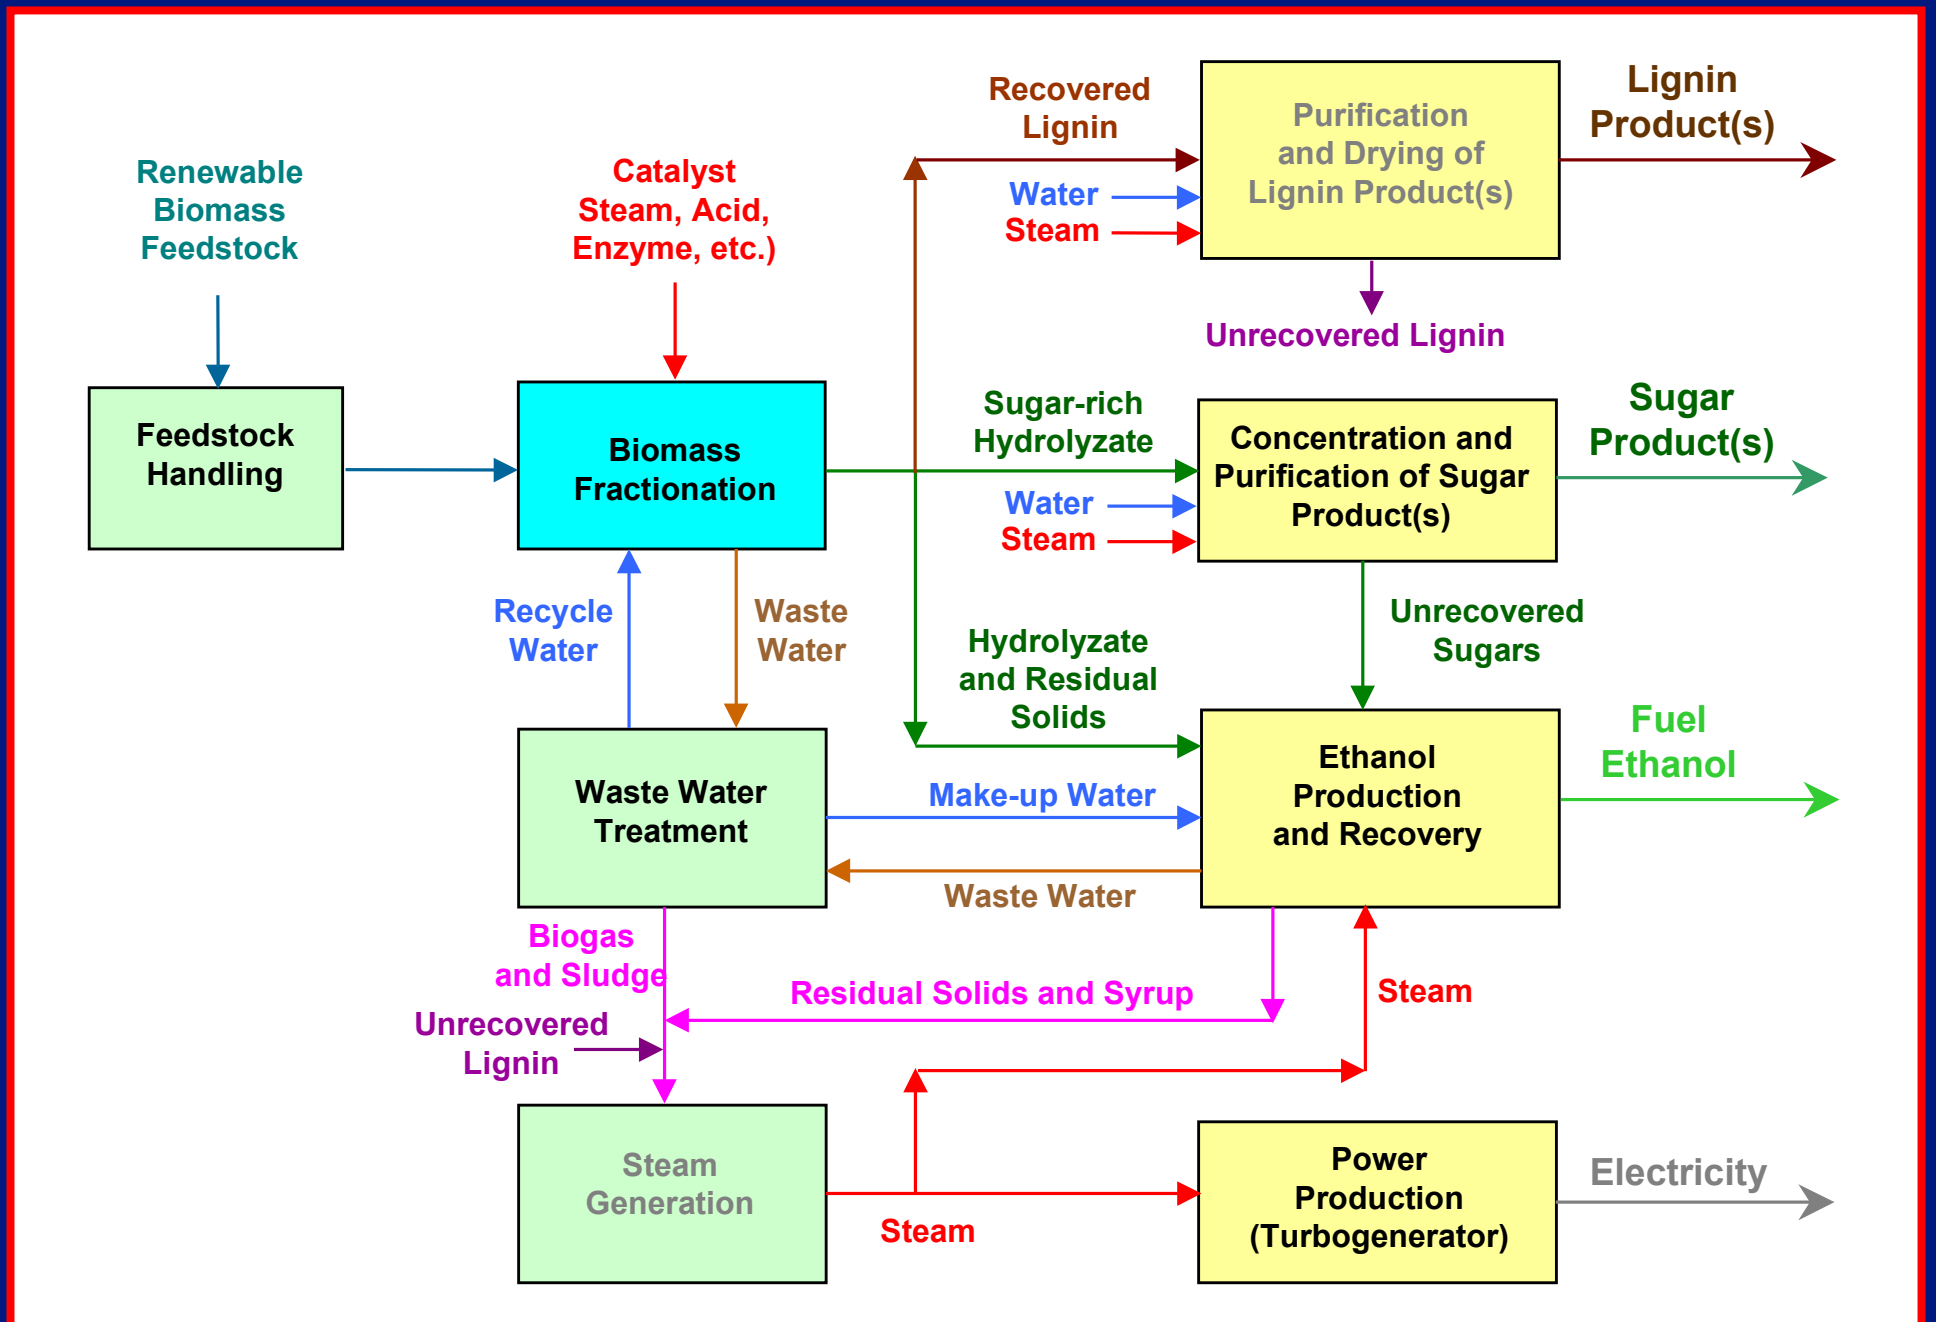 Renewable
Biomass
Feedstock
Catalyst
Steam, Acid,
Enzyme, etc.)
Recovered
Lignin
Water
Steam
Purification
and Drying of
Lignin Product(s)
Lignin
Product(s)
Unrecovered Lignin
Feedstock
Handling
Biomass
Fractionation
Sugar-rich
Hydrolyzate
Water
Steam
Concentration and
Purification of Sugar
Product(s)
Sugar
Product(s)
Recycle
Water
Waste
Water
Hydrolyzate
and Residual
Solids
Unrecovered
Sugars
Waste Water
Treatment
Make-up Water
Waste Water
Ethanol
Production
and Recovery
Fuel
Ethanol
Biogas
and Sludge
Residual Solids and Syrup
Steam
Unrecovered
Lignin
Steam
Generation
Steam
Power
Production
(Turbogenerator)
Electricity